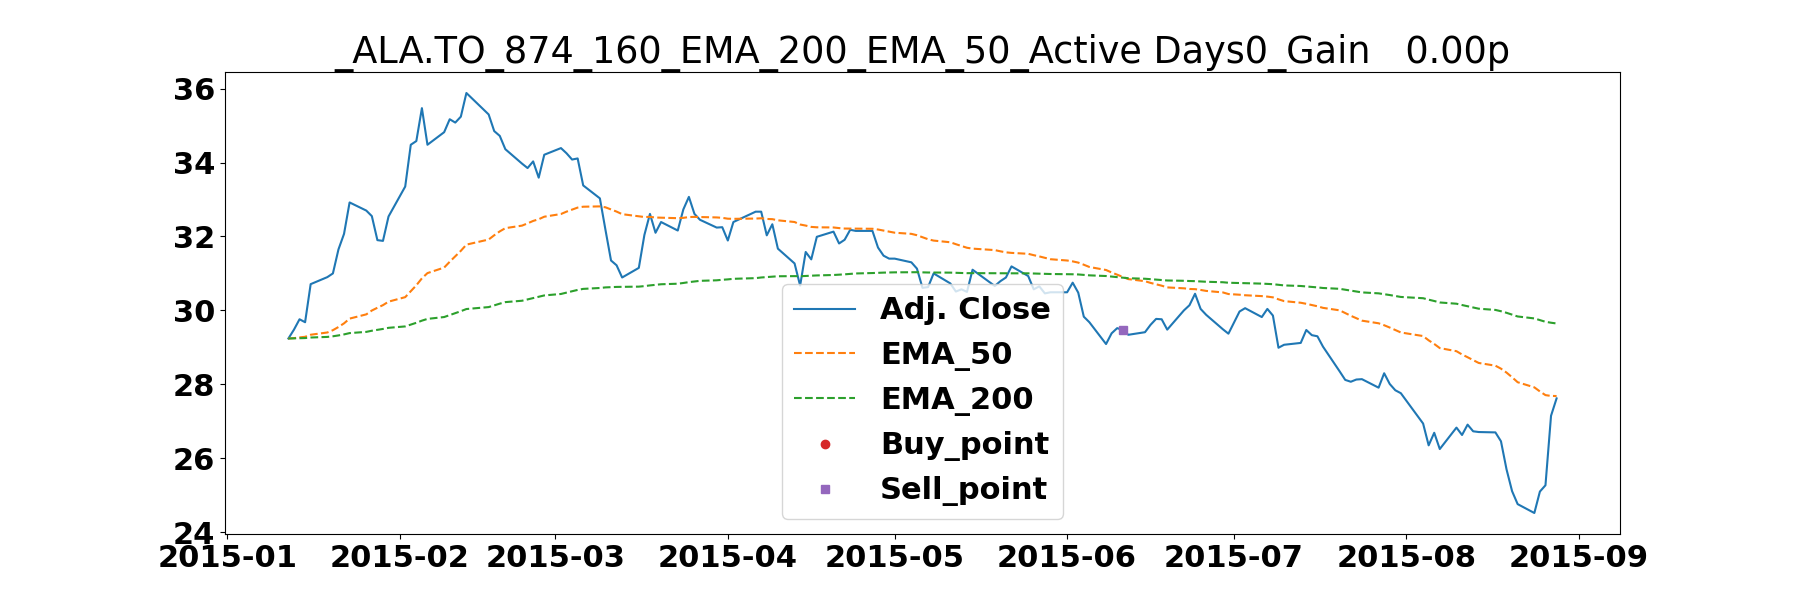 _ALA.TO_874_160_EMA_200_EMA_50_Active Days0_Gain   0.00p
36
34
32
30
28
26
24
Adj. Close
EMA_50
EMA_200
Buy_point
Sell_point
2015-01 2015-02 2015-03 2015-04 2015-05 2015-06 2015-07 2015-08 2015-09